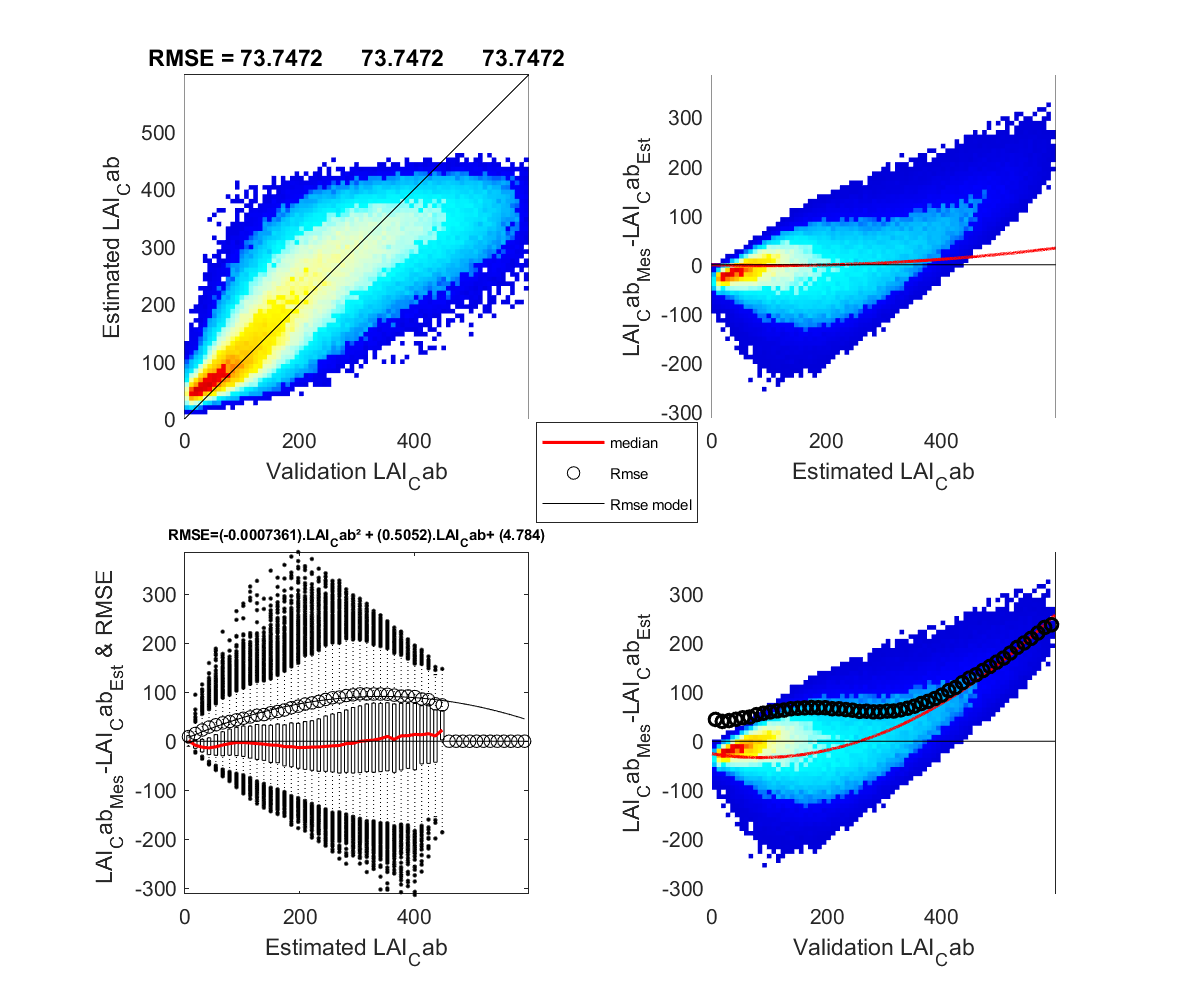 RMSE = 73.7472 73.7472 73.7472
500
400
300
200
100
0
0 200 400
Estimated LAI_Cab
Validation LAI_Cab
300
200
100
0
-100
-200
-300
0 200 400
LAI_Cab_Mes-LAI_Cab_Est
Estimated LAI_Cab
median
Rmse
Rmse model
RMSE=(-0.0007361).LAI_Cab² + (0.5052).LAI_Cab+ (4.784)
300
200
100
0
-100
-200
-300
0 200 400
LAI_Cab_Mes-LAI_Cab_Est & RMSE
Estimated LAI_Cab
300
200
100
0
-100
-200
-300
0 200 400
LAI_Cab_Mes-LAI_Cab_Est
Validation LAI_Cab